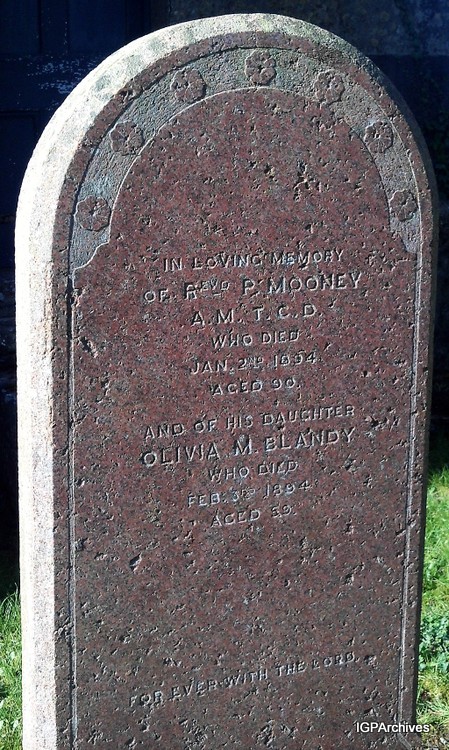 IN LOVING MEMORY
OF REVD P. MOONEY
A.M. T.C.D.
WHO DIED
JAN. 2ND 1894.
AGED 90.
AND OF HIS DAUGHTER
OLIVIA M. BLANDY
WHO DIED
FEB. 3RD 1894
AGED 59.
FOR EVER WITH THE LORD.
IGPArchives